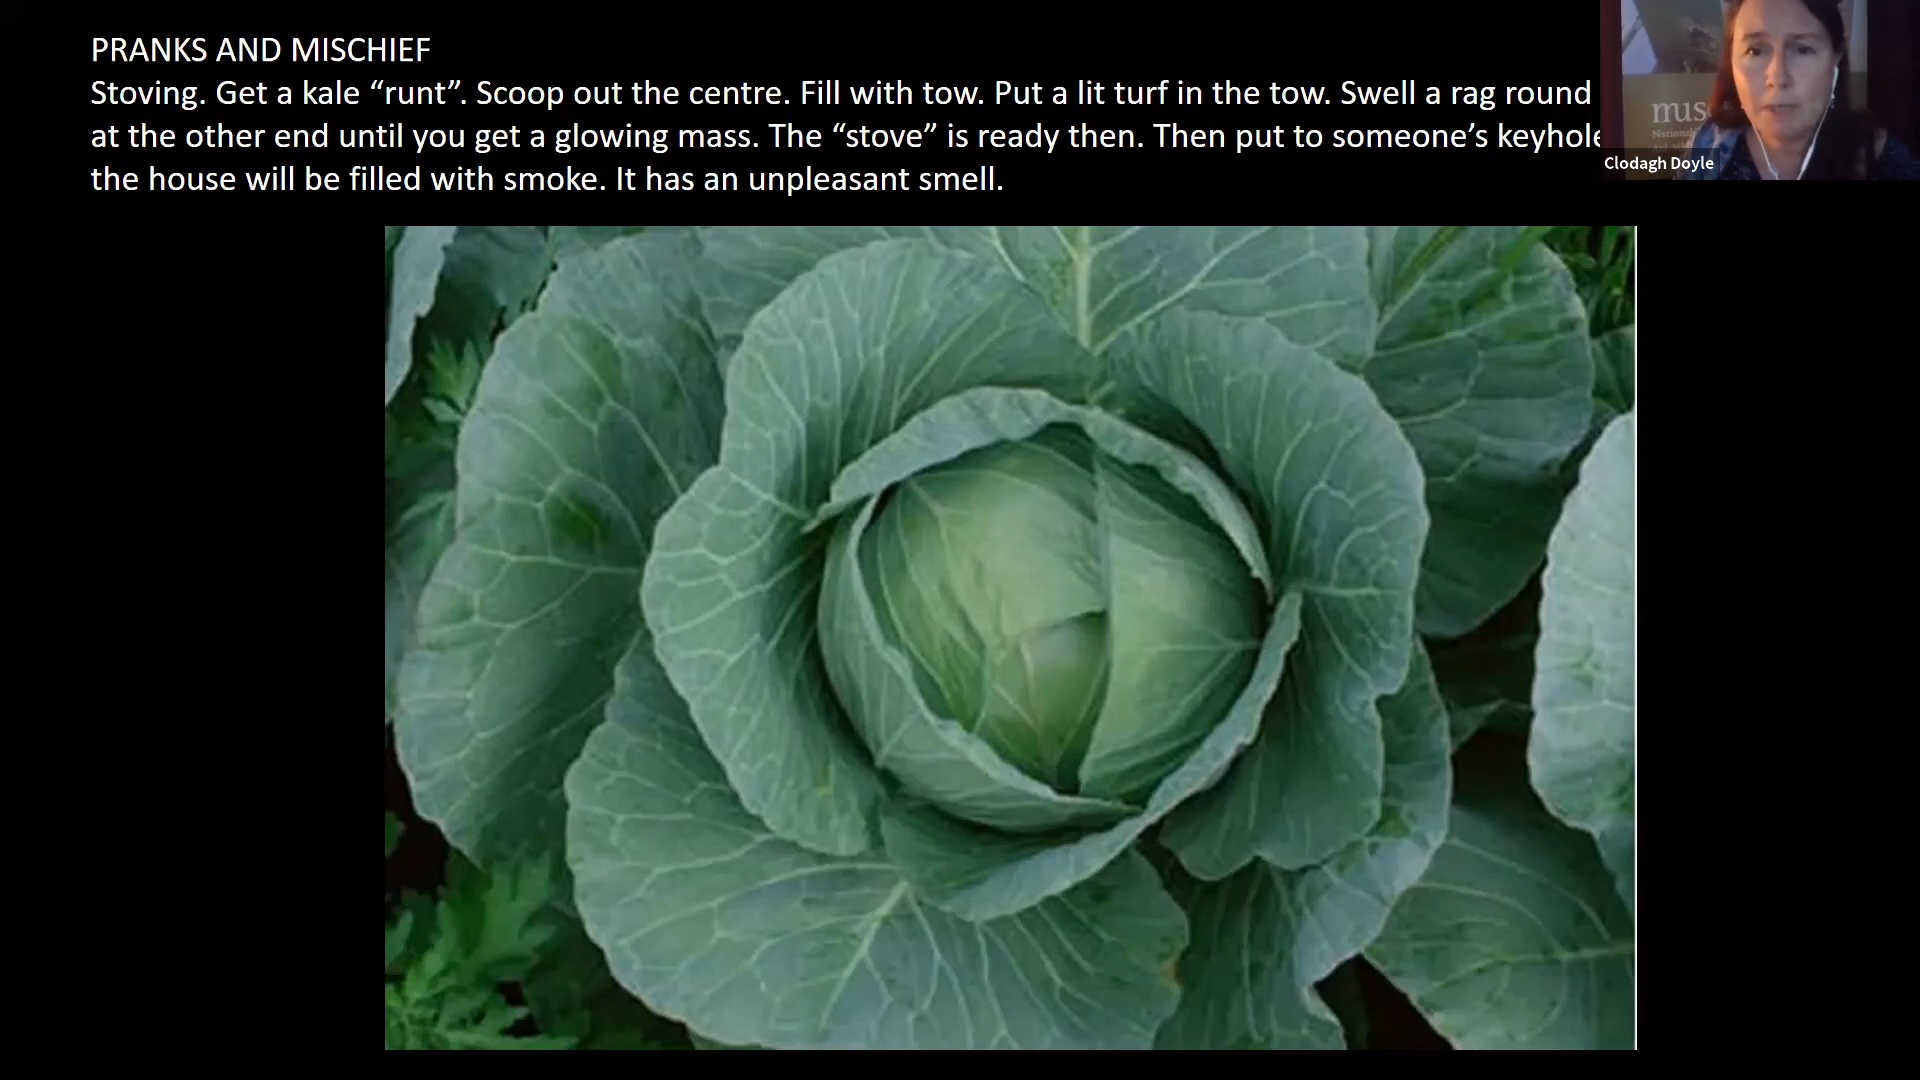 PRANKS AND MISCHIEF
Stoving. Get a kale “runt”. Scoop out the centre. Fill with tow. Put a lit turf in the tow. Swell a rag round
at the other end until you get a glowing mass. The “stove” is ready then. Then put to someone’s keyhole
the house will be filled with smoke. It has an unpleasant smell.
mus
National
Clodagh Doyle